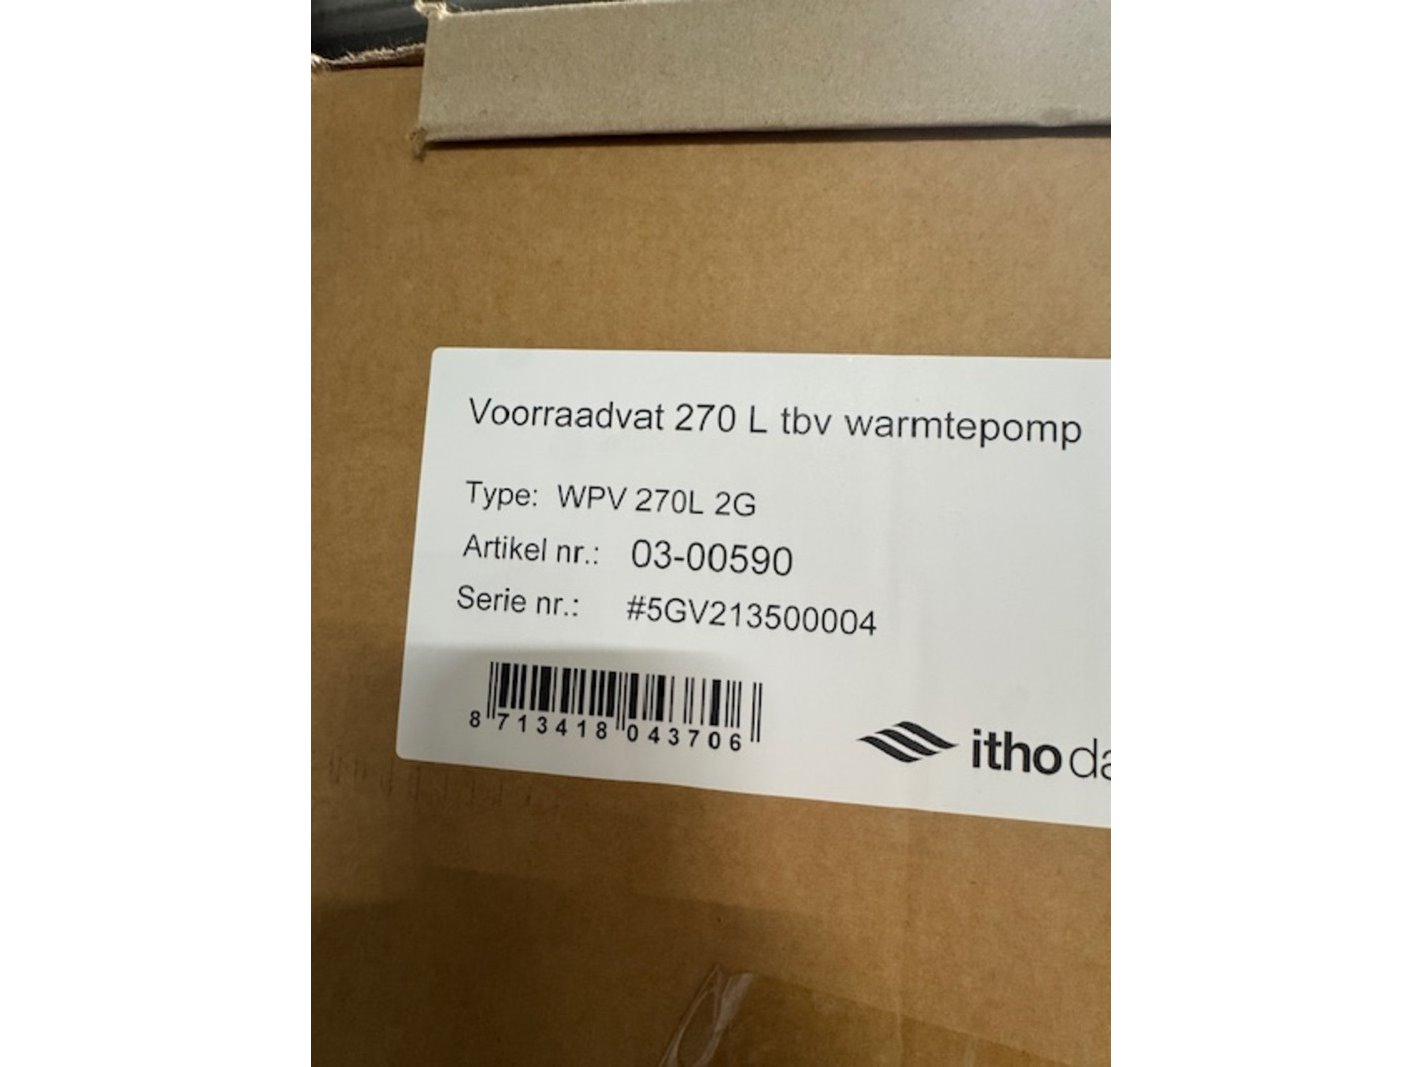 Voorraadvat 270 L tbv warmtepomp
Type: WPV 270L 2G
Artikel nr.: 03-00590
Serie nr.: #5GV213500004
8 713418 043706
itho da